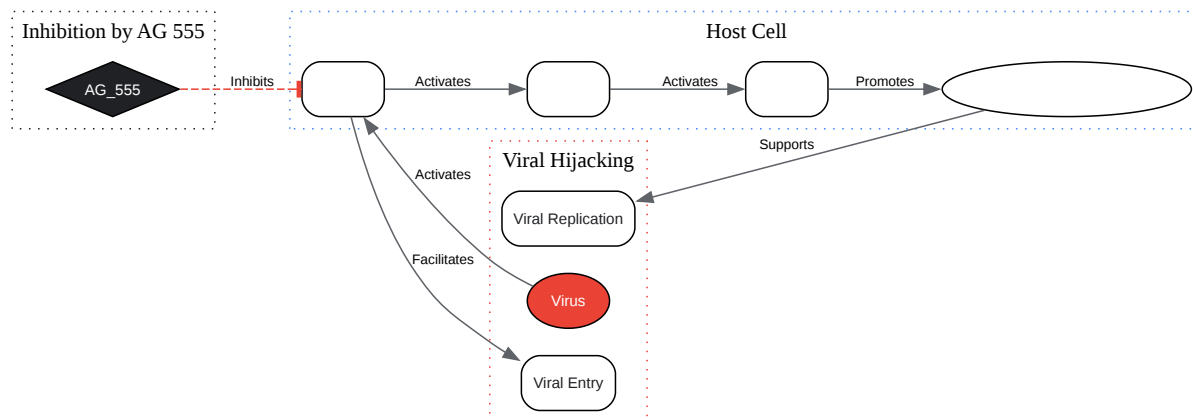 Inhibition by AG 555
Host Cell
AG_555
Inhibits
Activates
Activates
Promotes
Supports
Viral Hijacking
Activates
Viral Replication
Facilitates
Virus
Viral Entry